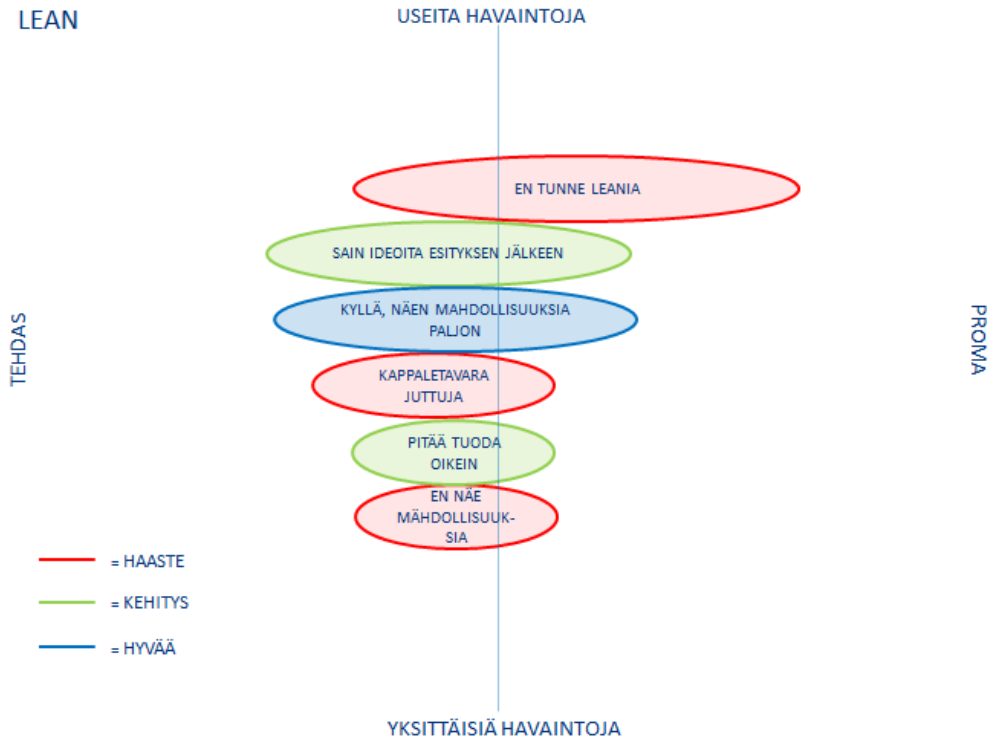 LEAN
USEITA HAVAINTOJA
EN TUNNE LEANIA
SAIN IDEOITA ESITYKSEN JÄLKEEN
KYLLÄ, NÄEN MAHDOLLISUUKSIA
PALJON
TEHDAS
PROMA
KAPPALETAVARA
JUTTUJA
PITÄÄ TUODA
OIKEIN
EN NÄE
MÄHDOLLISUUK-
SIA
= HAASTE
= KEHITYS
= HYVÄÄ
YKSITTÄISIÄ HAVAINTOJA